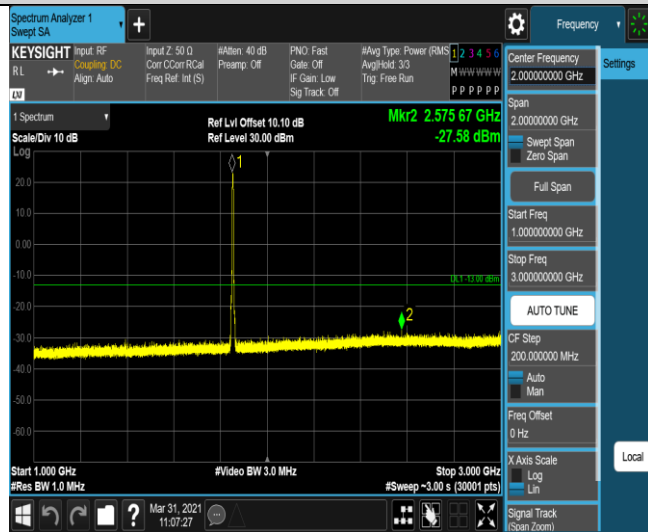 Spectrum Analyzer 1
Swept SA
Frequency
KEYSIGHT
Input: RF
Coupling: DC
Align: Auto
Input Z: 50 Ω
Corr CCorr RCal
Freq Ref: Int (S)
#Atten: 40 dB
Preamp: Off
PNO: Fast
Gate: Off
IF Gain: Low
Sig Track: Off
#Avg Type: Power (RMS
Avg|Hold: 3/3
Trig: Free Run
1 2 3 4 5 6
M W W W W W
P P P P P P
R L
LXI
1 Spectrum
Scale/Div 10 dB
Log
Ref Lvl Offset 10.10 dB
Ref Level 30.00 dBm
Mkr2 2.575 67 GHz
-27.58 dBm
1
20.0
10.0
0.00
-10.0
DL1 -13.00 dBm
2
-20.0
-30.0
-40.0
-50.0
-60.0
Start 1.000 GHz
#Video BW 3.0 MHz
Stop 3.000 GHz
#Res BW 1.0 MHz
#Sweep ~3.00 s (30001 pts)
Center Frequency
2.000000000 GHz
Settings
Span
2.00000000 GHz
Swept Span
Zero Span
Full Span
Start Freq
1.000000000 GHz
Stop Freq
3.000000000 GHz
AUTO TUNE
CF Step
200.000000 MHz
Auto
Man
Freq Offset
0 Hz
X Axis Scale
Log
Lin
Local
Signal Track
(Span Zoom)
?
Mar 31, 2021
11:07:27